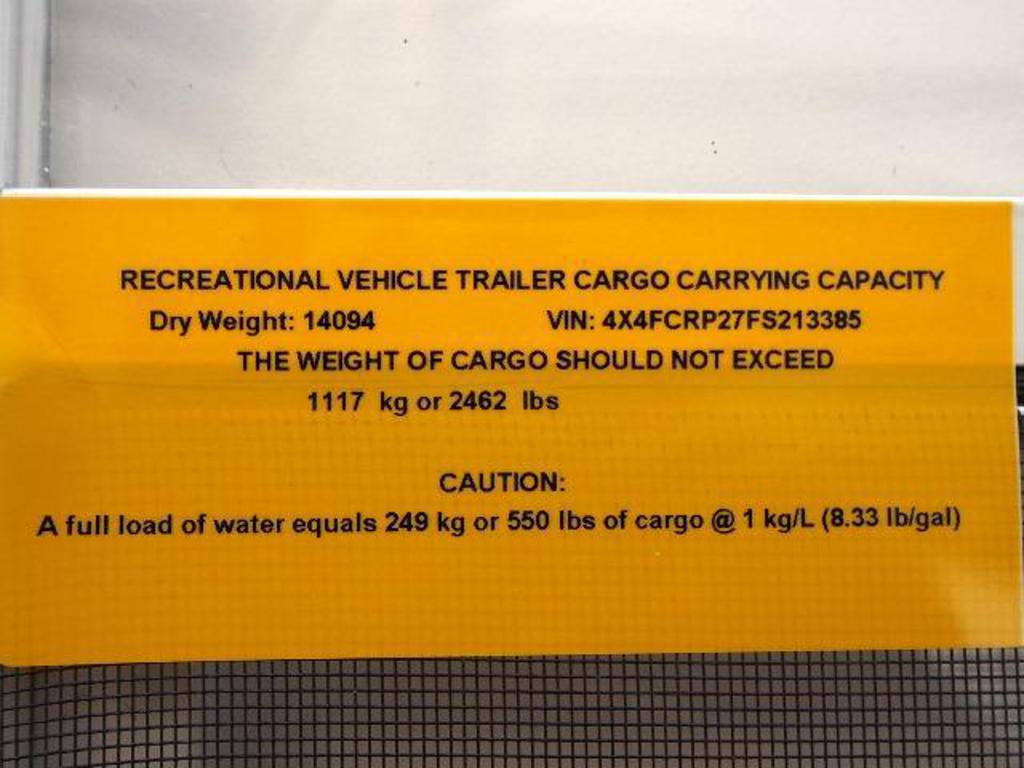 RECREATIONAL VEHICLE TRAILER CARGO CARRYING CAPACITY
Dry Weight: 14094 VIN: 4X4FCRP27FS213385
THE WEIGHT OF CARGO SHOULD NOT EXCEED
1117 kg or 2462 lbs
CAUTION:
A full load of water equals 249 kg or 550 lbs of cargo @ 1 kg/L (8.33 lb/gal)